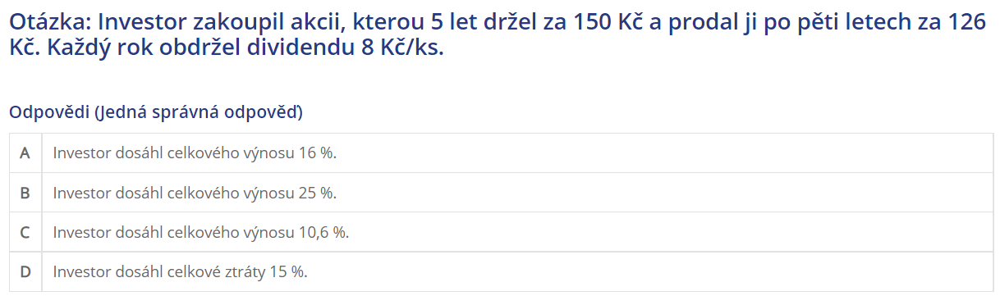 Otázka: Investor zakoupil akcii, kterou 5 let držel za 150 Kč a prodal ji po pěti letech za 126
Kč. Každý rok obdržel dividendu 8 Kč/ks.
Odpovědi (Jedná správná odpověď)
A Investor dosáhl celkového výnosu 16 %.
B Investor dosáhl celkového výnosu 25 %.
C Investor dosáhl celkového výnosu 10,6 %.
D Investor dosáhl celkové ztráty 15 %.